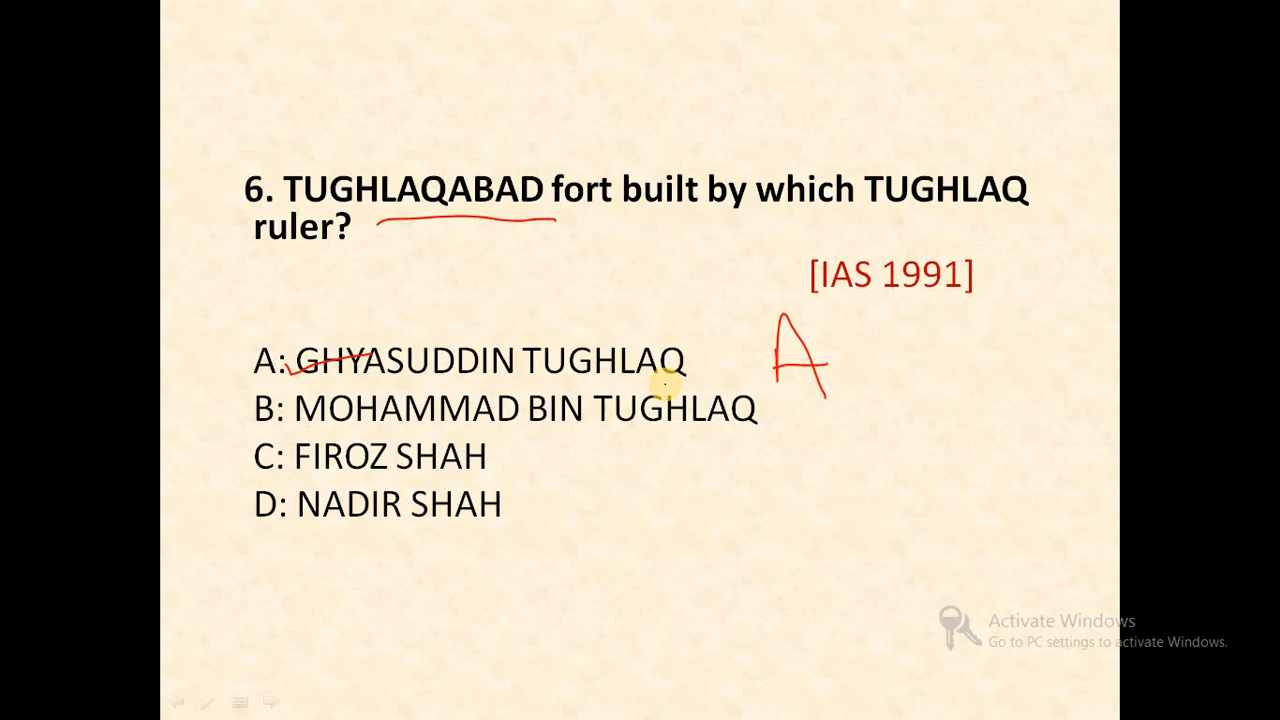 6. TUGHLAQABAD fort built by which TUGHLAQ
ruler?
[IAS 1991]
A: GHYASUDDIN TUGHLAQ
A
B: MOHAMMAD BIN TUGHLAQ
C: FIROZ SHAH
D: NADIR SHAH
Activate Windows
Go to PC settings to activate Windows.